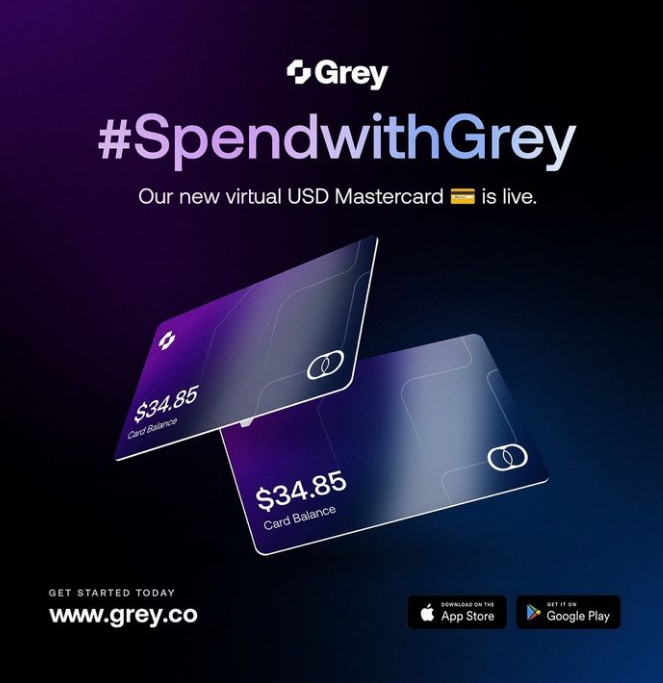 Grey
#SpendwithGrey
Our new virtual USD Mastercard 💳 is live.
$34.85
Card Balance
$34.85
Card Balance
GET STARTED TODAY
www.grey.co
DOWNLOAD ON THE
App Store
GET IT ON
Google Play